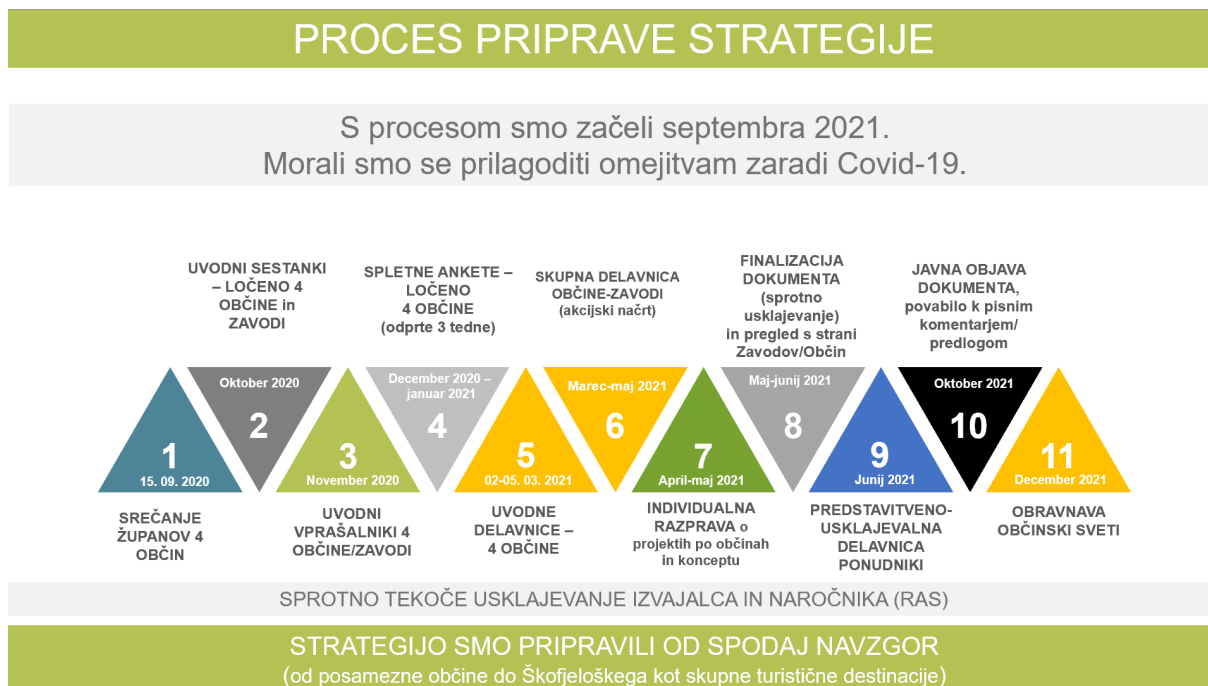 PROCES PRIPRAVE STRATEGIJE
S procesom smo začeli septembra 2021.
Morali smo se prilagoditi omejitvam zaradi Covid-19.
UVODNI SESTANKI
– LOČENO 4
OBČINE in
ZAVODI
SPLETNE ANKETE –
LOČENO
4 OBČINE
(odprte 3 tedne)
SKUPNA DELAVNICA
OBČINE-ZAVODI
(akcijski načrt)
FINALIZACIJA
DOKUMENTA
(sprotno
usklajevanje)
in pregled s strani
Zavodov/Občin
JAVNA OBJAVA
DOKUMENTA,
povabilo k pisnim
komentarjem/
predlogom
1
15. 09. 2020
Oktober 2020
2
3
November 2020
December 2020 –
januar 2021
4
5
02-05. 03. 2021
Marec-maj 2021
6
7
April-maj 2021
Maj-junij 2021
8
9
Junij 2021
Oktober 2021
10
11
December 2021
SREČANJE
ŽUPANOV 4
OBČIN
UVODNI
VPRAŠALNIKI 4
OBČINE/ZAVODI
UVODNE
DELAVNICE –
4 OBČINE
INDIVIDUALNA
RAZPRAVA o
projektih po občinah
in konceptu
PREDSTAVITVENO-
USKLAJEVALNA
DELAVNICA
PONUDNIKI
OBRAVNAVA
OBČINSKI SVETI
SPROTNO TEKOČE USKLAJEVANJE IZVAJALCA IN NAROČNIKA (RAS)
STRATEGIJO SMO PRIPRAVILI OD SPODAJ NAVZGOR
(od posamezne občine do Škofjeloškega kot skupne turistične destinacije)